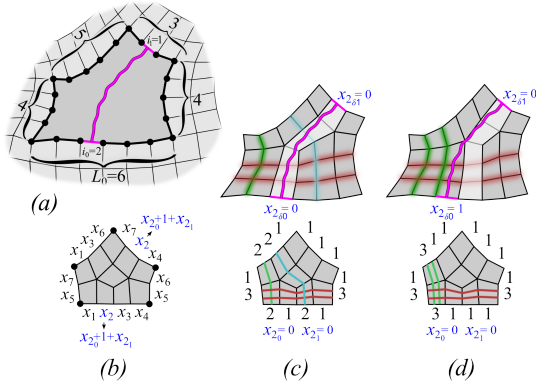 5
3
i₁=1
4
4
i₀=2
L₀=6
(a)
x₇
x₆
x₃
x₁
x₇
x₅
x₂
x₂₀+1+x₂₁
x₄
x₆
x₅
x₁ x₂ x₃ x₄
x₂₀+1+x₂₁
(b)
x₂δ1=0
x₂δ0=0
1
1
2
2
1
3
1
1
1
3
2 1 2 1
x₂₀=0 x₂₁=0
(c)
x₂δ1=0
x₂δ0=1
1
1
1
3
1
3
1
1
1
3
3 1 1 1
x₂₀=0 x₂₁=0
(d)